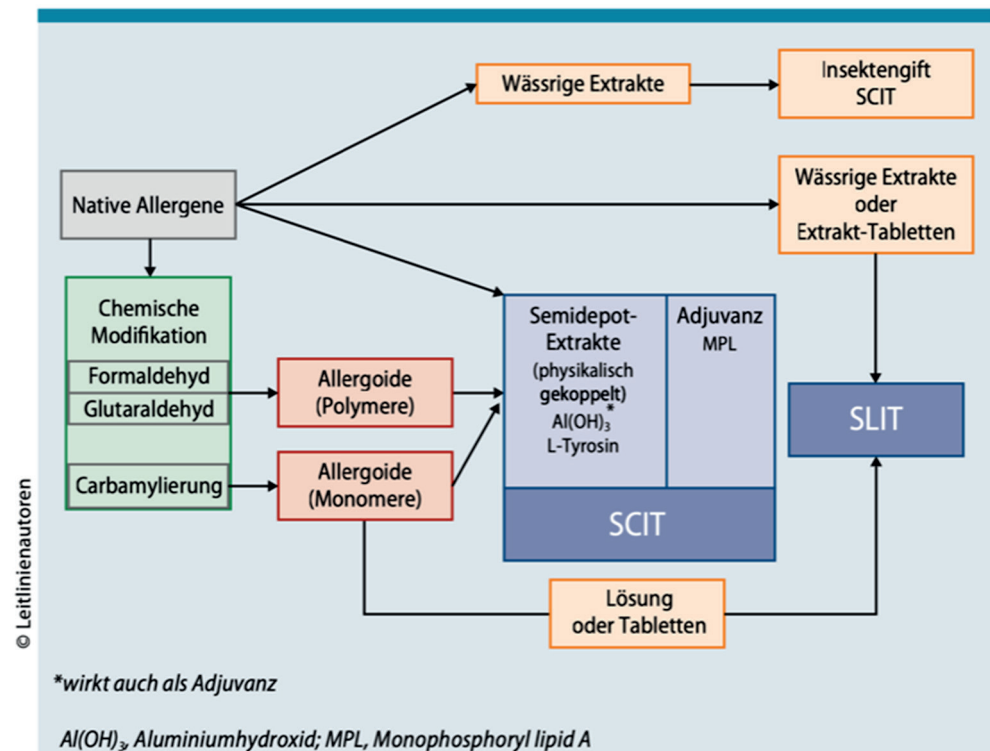 Wässrige Extrakte
Insektengift
SCIT
Native Allergene
Wässrige Extrakte
oder
Extrakt-Tabletten
Chemische
Modifikation
Formaldehyd
Glutaraldehyd
Carbamylierung
Allergoide
(Polymere)
Allergoide
(Monomere)
Semidepot-
Extrakte
(physikalisch
gekoppelt)
Al(OH)₃*
L-Tyrosin
Adjuvanz
MPL
SCIT
SLIT
Lösung
oder Tabletten
© Leitlinienautoren
*wirkt auch als Adjuvanz
Al(OH)₃, Aluminiumhydroxid; MPL, Monophosphoryl lipid A